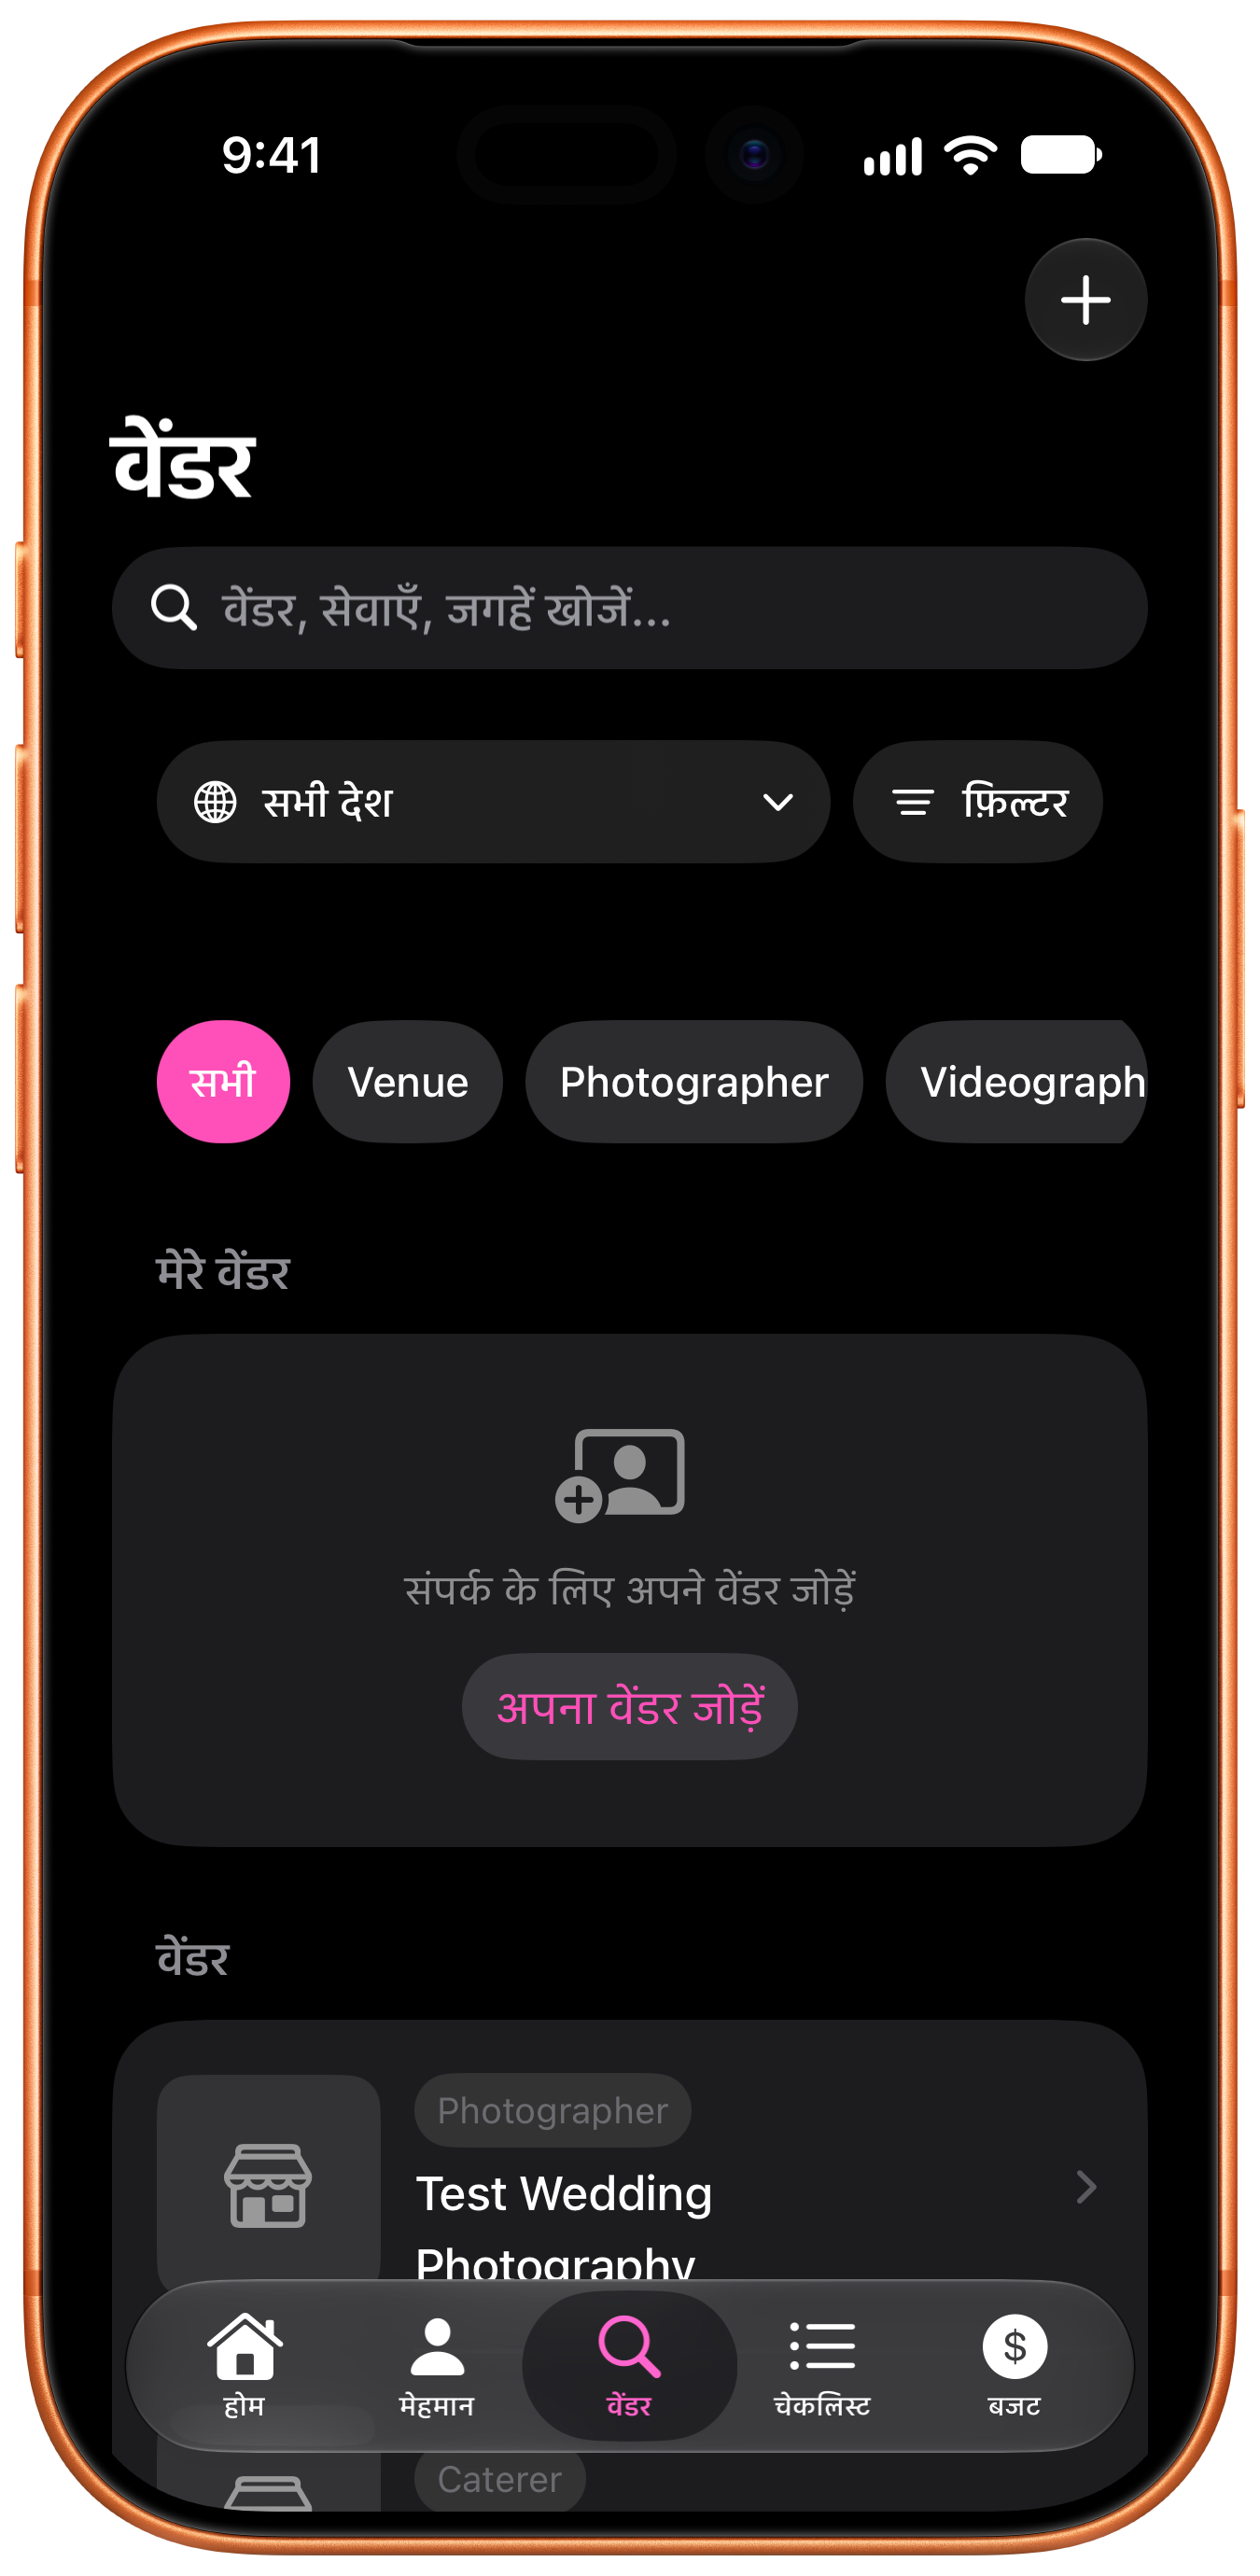 9:41
वेंडर
वेंडर, सेवाएँ, जगहें खोजें...
सभी देश
फ़िल्टर
सभी
Venue
Photographer
Videograph
मेरे वेंडर
संपर्क के लिए अपने वेंडर जोड़ें
अपना वेंडर जोड़ें
वेंडर
Photographer
Test Wedding
Photography
होम
मेहमान
वेंडर
चेकलिस्ट
बजट
Caterer